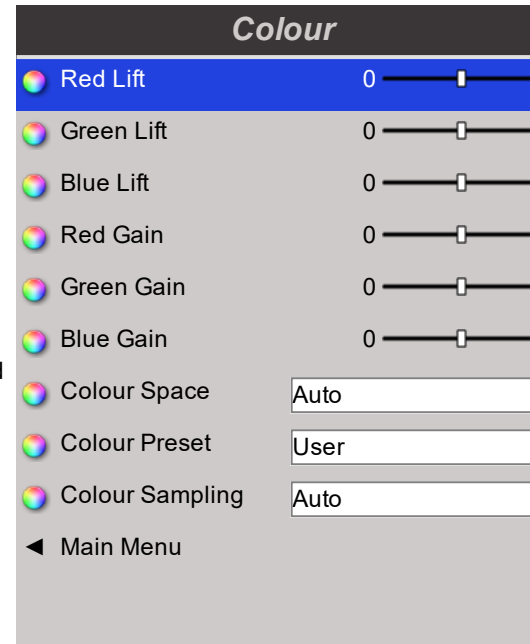 Colour
Red Lift 0
Green Lift 0
Blue Lift 0
Red Gain 0
Green Gain 0
Blue Gain 0
Colour Space Auto
Colour Preset User
Colour Sampling Auto
◄ Main Menu